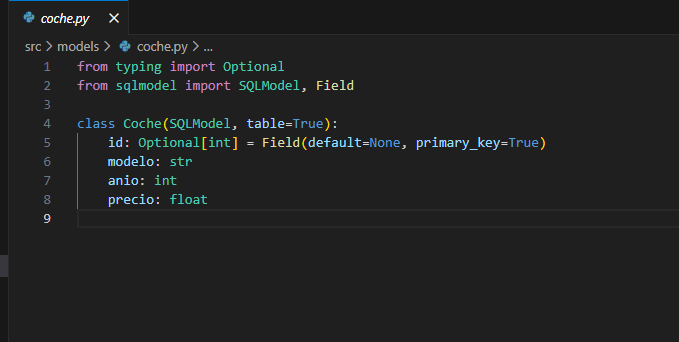 coche.py ×
src > models > coche.py > ...
1 from typing import Optional
2 from sqlmodel import SQLModel, Field
3
4 class Coche(SQLModel, table=True):
5     id: Optional[int] = Field(default=None, primary_key=True)
6     modelo: str
7     anio: int
8     precio: float
9